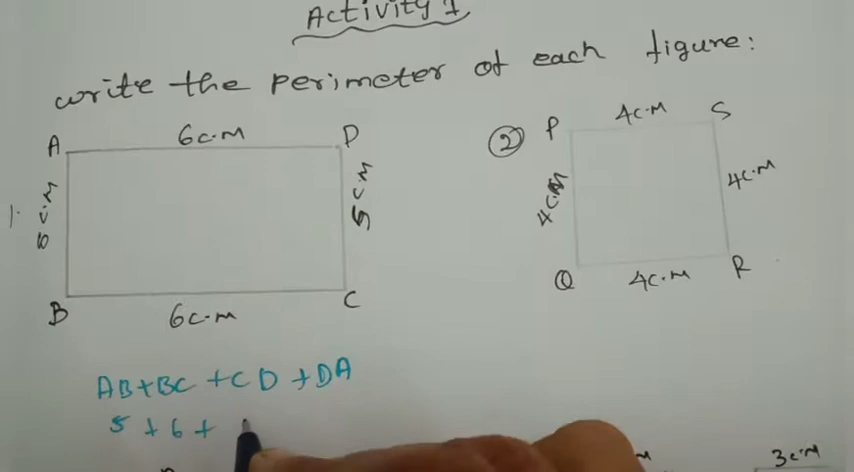 Activity 1
write the perimeter of each figure:
1.
A 6c.m D
5c.m 5c.m
B 6c.m C
② P 4c.m S
4c.m 4c.m
Q 4c.m R
AB+BC+CD+DA
5+6+
3c.m